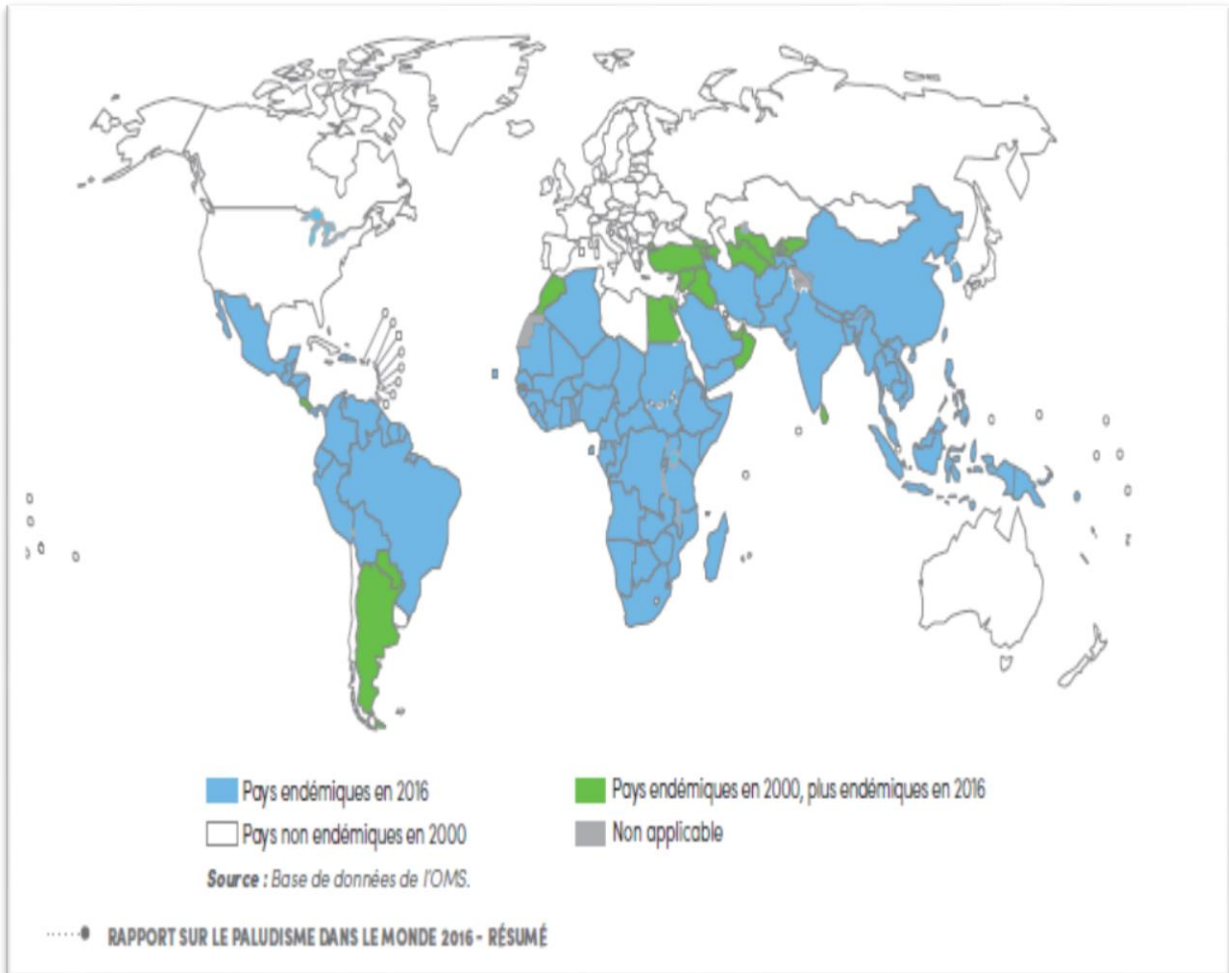 Pays endémiques en 2016
Pays endémiques en 2000, plus endémiques en 2016
Pays non endémiques en 2000
Non applicable
Source : Base de données de l'OMS.
RAPPORT SUR LE PALUDISME DANS LE MONDE 2016 - RÉSUMÉ